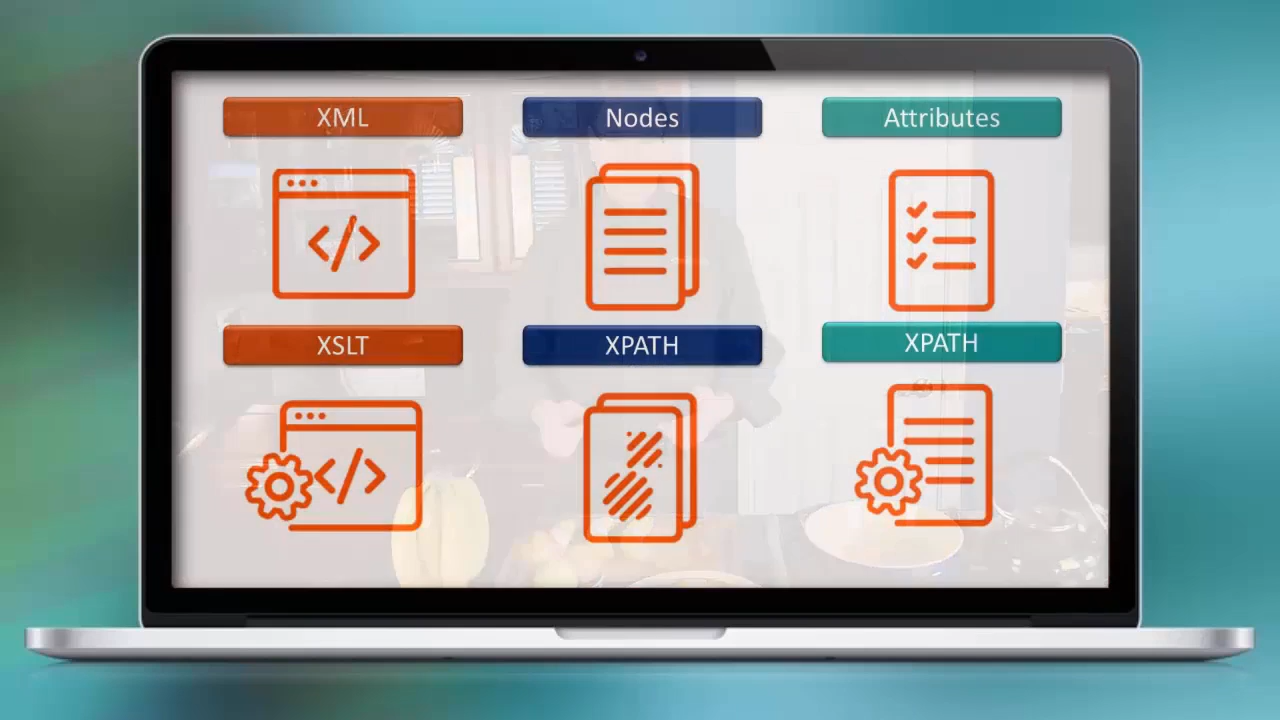 XML
Nodes
Attributes
XSLT
XPATH
XPATH